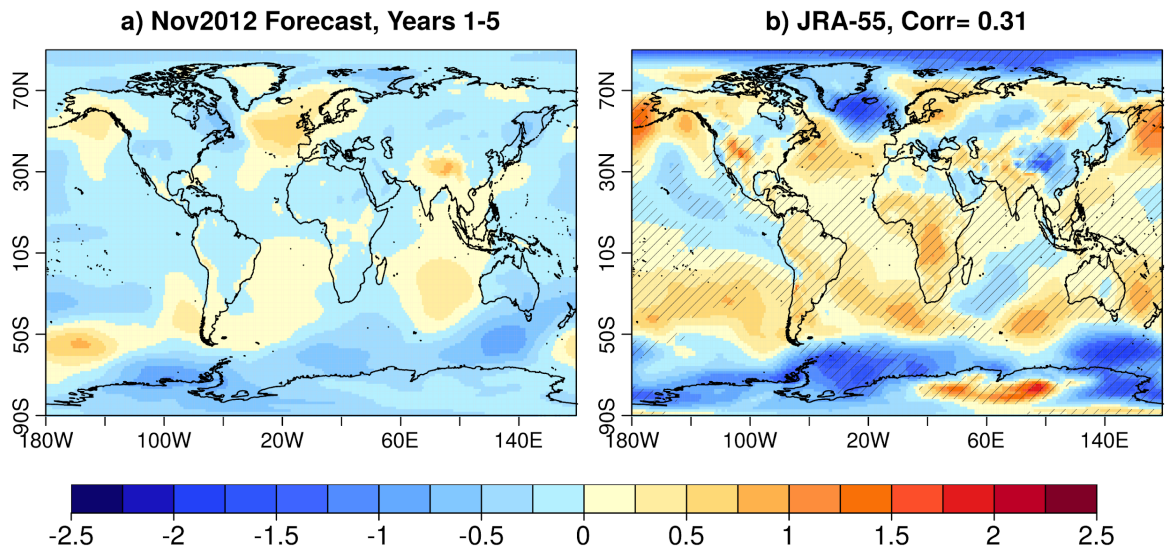 a) Nov2012 Forecast, Years 1-5
b) JRA-55, Corr= 0.31
70N
30N
10S
50S
90S
180W
100W
20W
60E
140E
70N
30N
10S
50S
90S
180W
100W
20W
60E
140E
-2.5
-2
-1.5
-1
-0.5
0
0.5
1
1.5
2
2.5